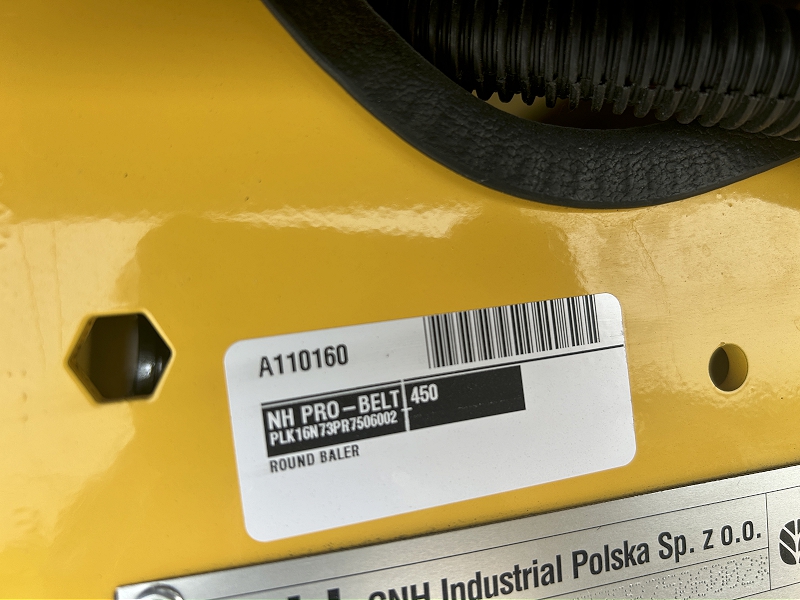 A110160
NH PRO-BELT 450
PLK16N73PR7506002
ROUND BALER
CNH Industrial Polska Sp. z o.o.